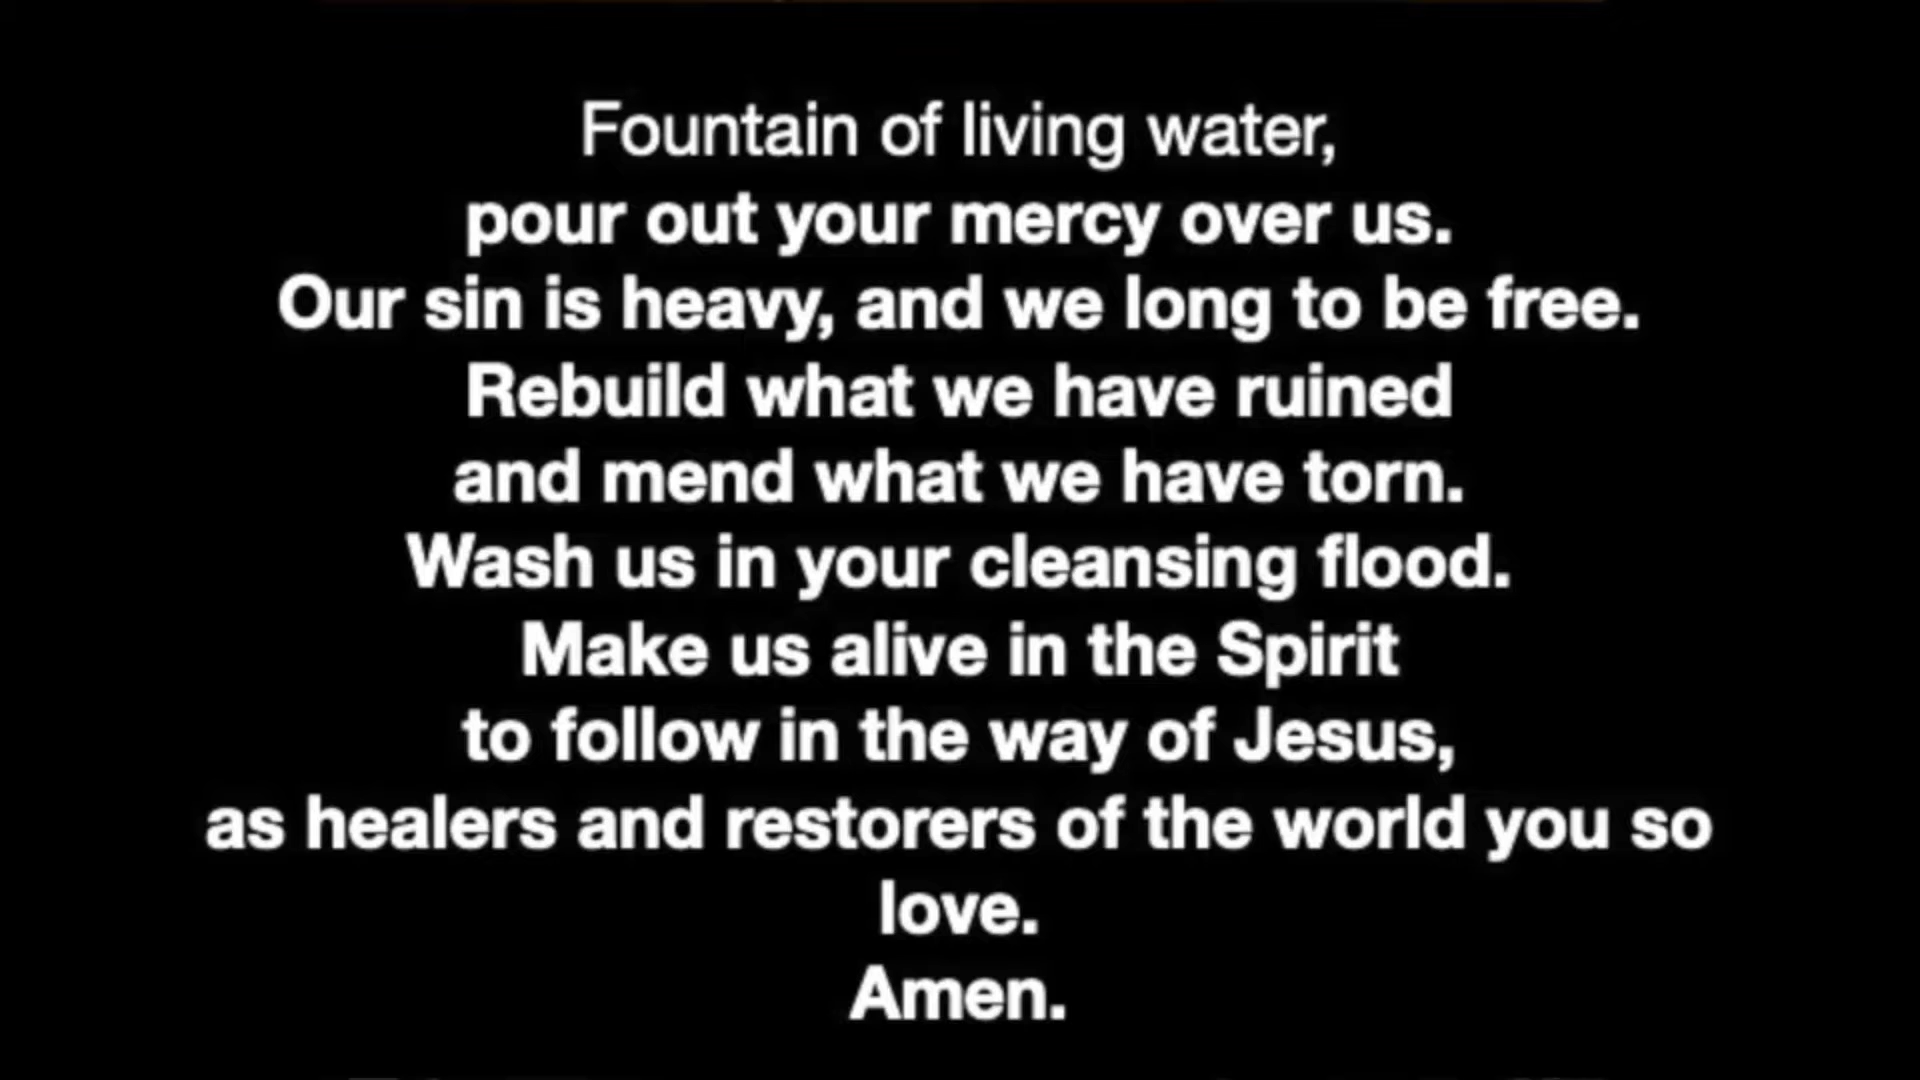 Fountain of living water,
pour out your mercy over us.
Our sin is heavy, and we long to be free.
Rebuild what we have ruined
and mend what we have torn.
Wash us in your cleansing flood.
Make us alive in the Spirit
to follow in the way of Jesus,
as healers and restorers of the world you so
love.
Amen.